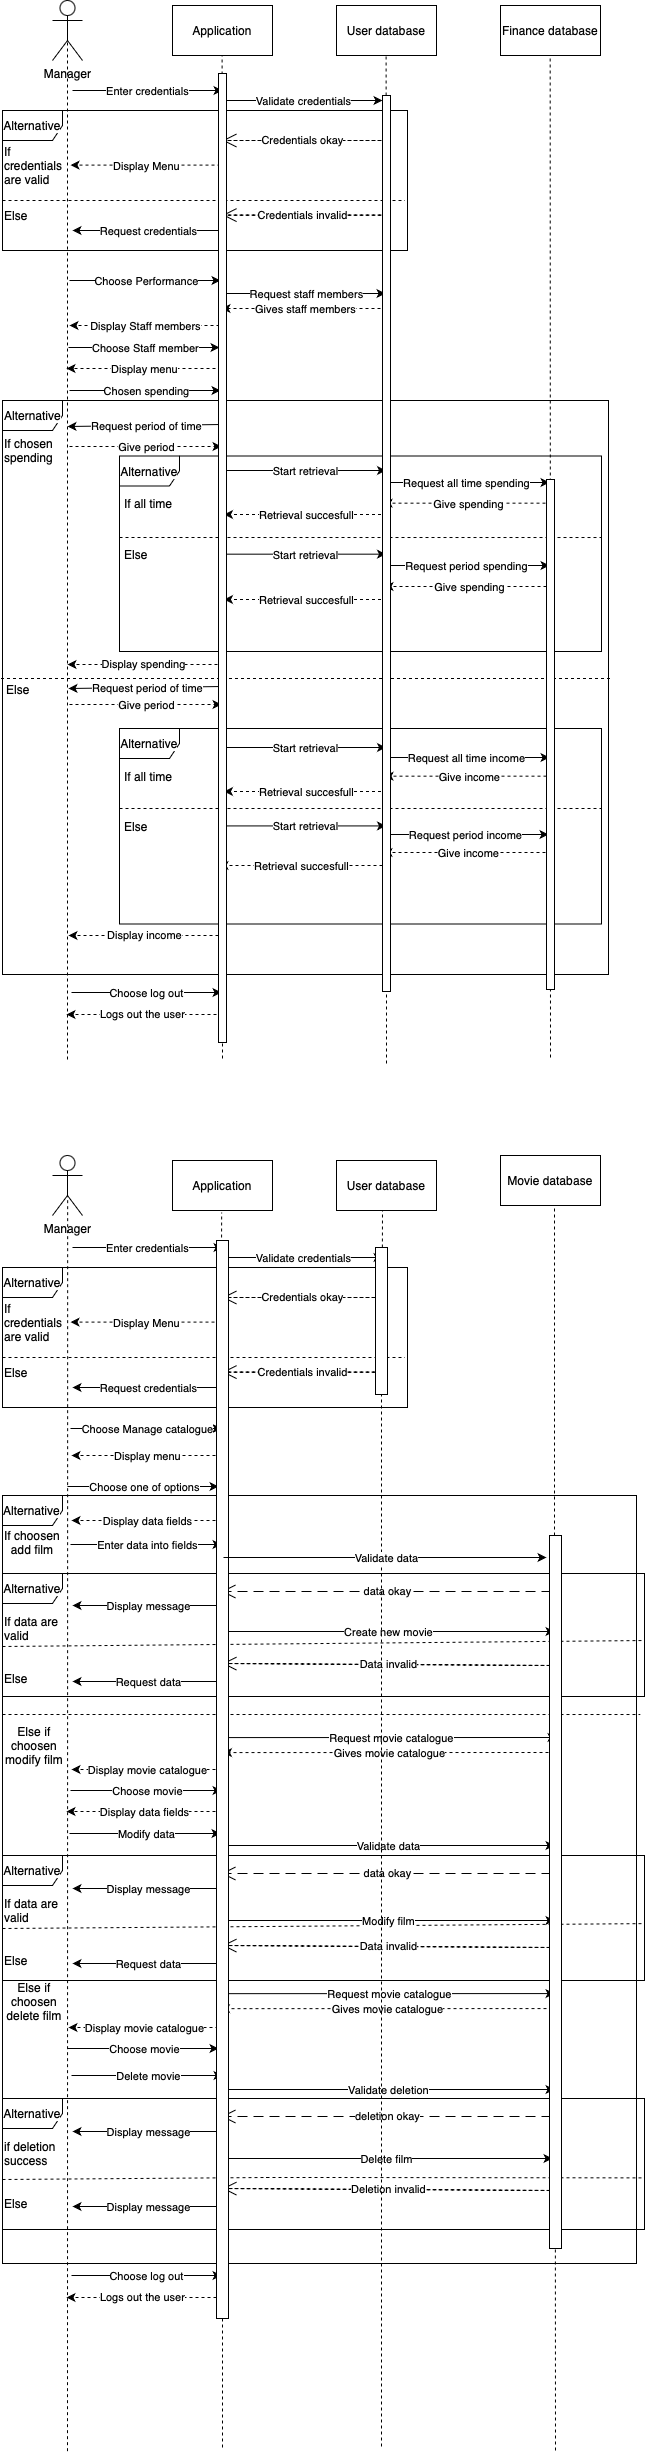 Application
User database
Finance database
Manager
Enter credentials
Validate credentials
Alternative
Credentials okay
If
credentials
are valid
Display Menu
Else
Credentials invalid
Request credentials
Choose Performance
Request staff members
Gives staff members
Display Staff members
Choose Staff member
Display menu
Chosen spending
Alternative
Request period of time
If chosen
spending
Give period
Alternative
Start retrieval
Request all time spending
If all time
Give spending
Retrieval succesfull
Else
Start retrieval
Request period spending
Give spending
Retrieval succesfull
Display spending
Else
Request period of time
Give period
Alternative
Start retrieval
Request all time income
If all time
Give income
Retrieval succesfull
Else
Start retrieval
Request period income
Give income
Retrieval succesfull
Display income
Choose log out
Logs out the user
Application
User database
Movie database
Manager
Enter credentials
Validate credentials
Alternative
Credentials okay
If
credentials
are valid
Display Menu
Else
Credentials invalid
Request credentials
Choose Manage catalogue
Display menu
Choose one of options
Alternative
Display data fields
If choosen
add film
Enter data into fields
Validate data
Alternative
data okay
Display message
If data are
valid
Create new movie
Data invalid
Else
Request data
Else if
choosen
modify film
Request movie catalogue
Gives movie catalogue
Display movie catalogue
Choose movie
Display data fields
Modify data
Validate data
Alternative
data okay
Display message
If data are
valid
Modify film
Data invalid
Else
Request data
Else if
choosen
delete film
Request movie catalogue
Gives movie catalogue
Display movie catalogue
Choose movie
Delete movie
Validate deletion
Alternative
deletion okay
Display message
if deletion
success
Delete film
Deletion invalid
Else
Display message
Choose log out
Logs out the user